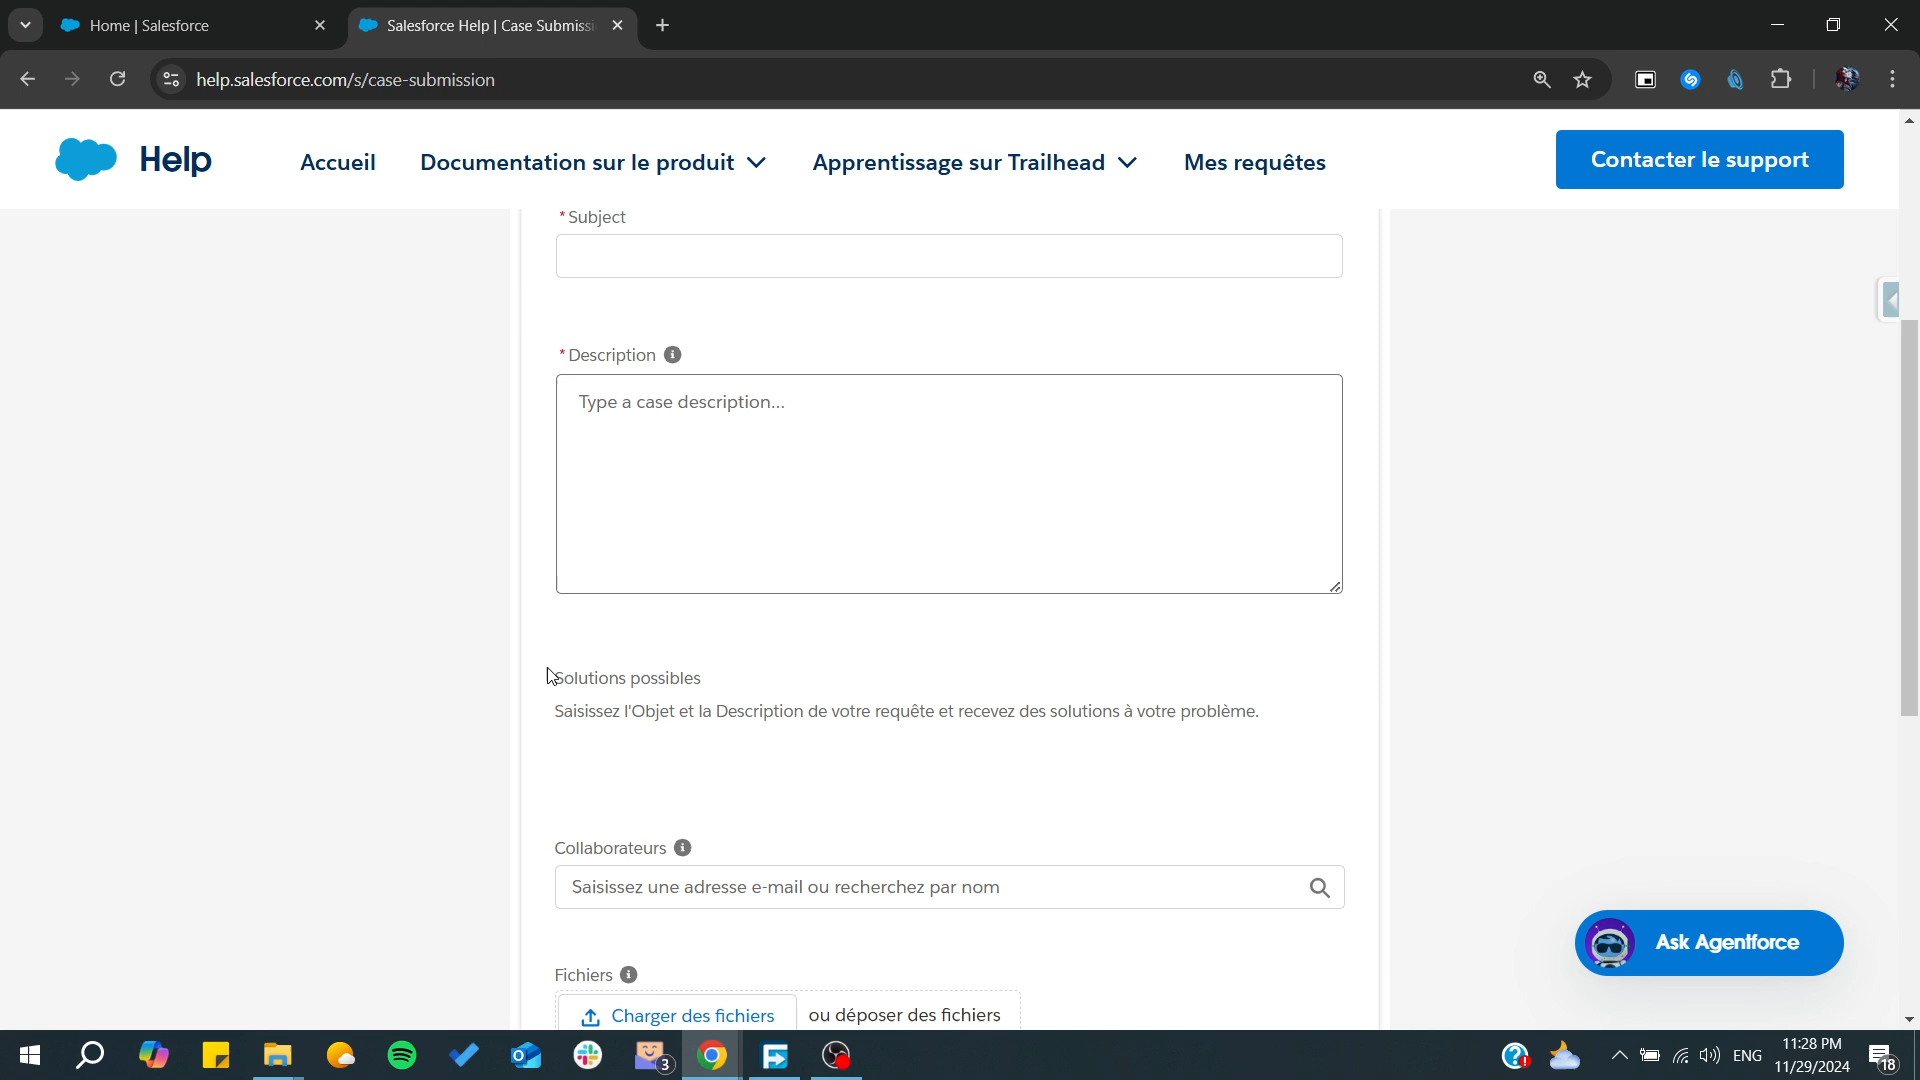 Home | Salesforce
Salesforce Help | Case Submissi
help.salesforce.com/s/case-submission
Help
Accueil
Documentation sur le produit
Apprentissage sur Trailhead
Mes requêtes
Contacter le support
* Subject
* Description
Type a case description...
Solutions possibles
Saisissez l'Objet et la Description de votre requête et recevez des solutions à votre problème.
Collaborateurs
Saisissez une adresse e-mail ou recherchez par nom
Ask Agentforce
Fichiers
Charger des fichiers
ou déposer des fichiers
3
ENG
11:28 PM
11/29/2024
18